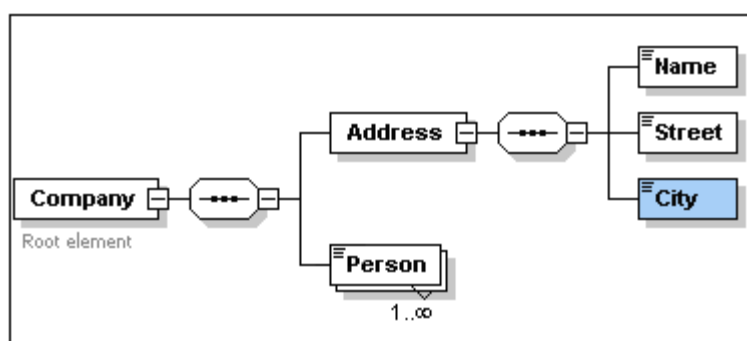 Name
Address
Street
Company
City
Root element
Person
1..∞